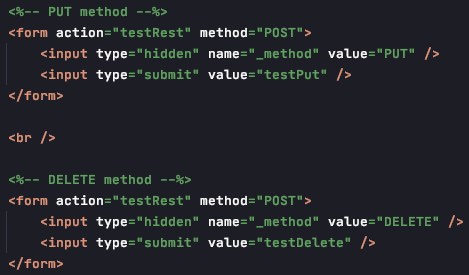 <%-- PUT method --%>
<form action="testRest" method="POST">
    <input type="hidden" name="_method" value="PUT" />
    <input type="submit" value="testPut" />
</form>

<br />

<%-- DELETE method --%>
<form action="testRest" method="POST">
    <input type="hidden" name="_method" value="DELETE" />
    <input type="submit" value="testDelete" />
</form>